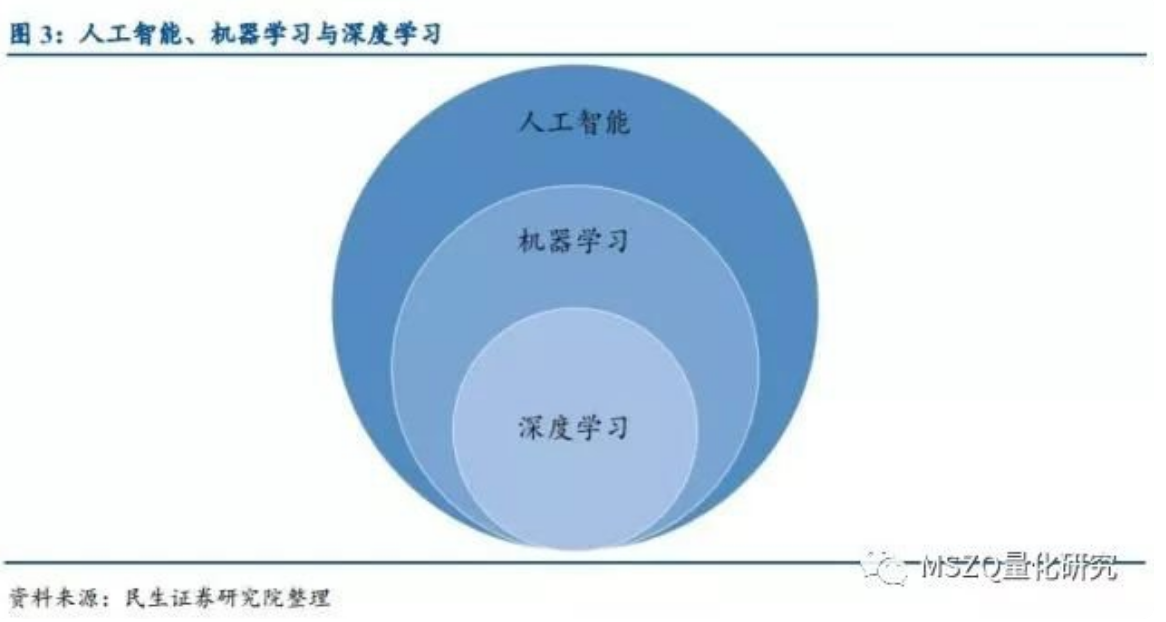 图 3：人工智能、机器学习与深度学习
人工智能
机器学习
深度学习
MSZQ量化研究
资料来源：民生证券研究院整理